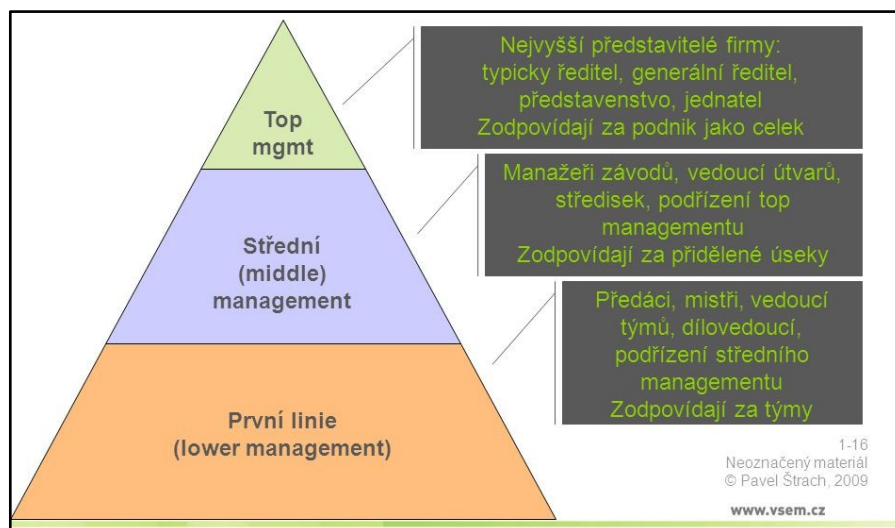 Top
mgmt
Nejvyšší představitelé firmy:
typicky ředitel, generální ředitel,
představenstvo, jednatel
Zodpovídají za podnik jako celek
Střední
(middle)
management
Manažeři závodů, vedoucí útvarů,
středisek, podřízení top
managementu
Zodpovídají za přidělené úseky
První linie
(lower management)
Předáci, mistři, vedoucí
týmů, dílovedoucí,
podřízení středního
managementu
Zodpovídají za týmy
1-16
Neoznačený materiál
© Pavel Štrach, 2009
www.vsem.cz